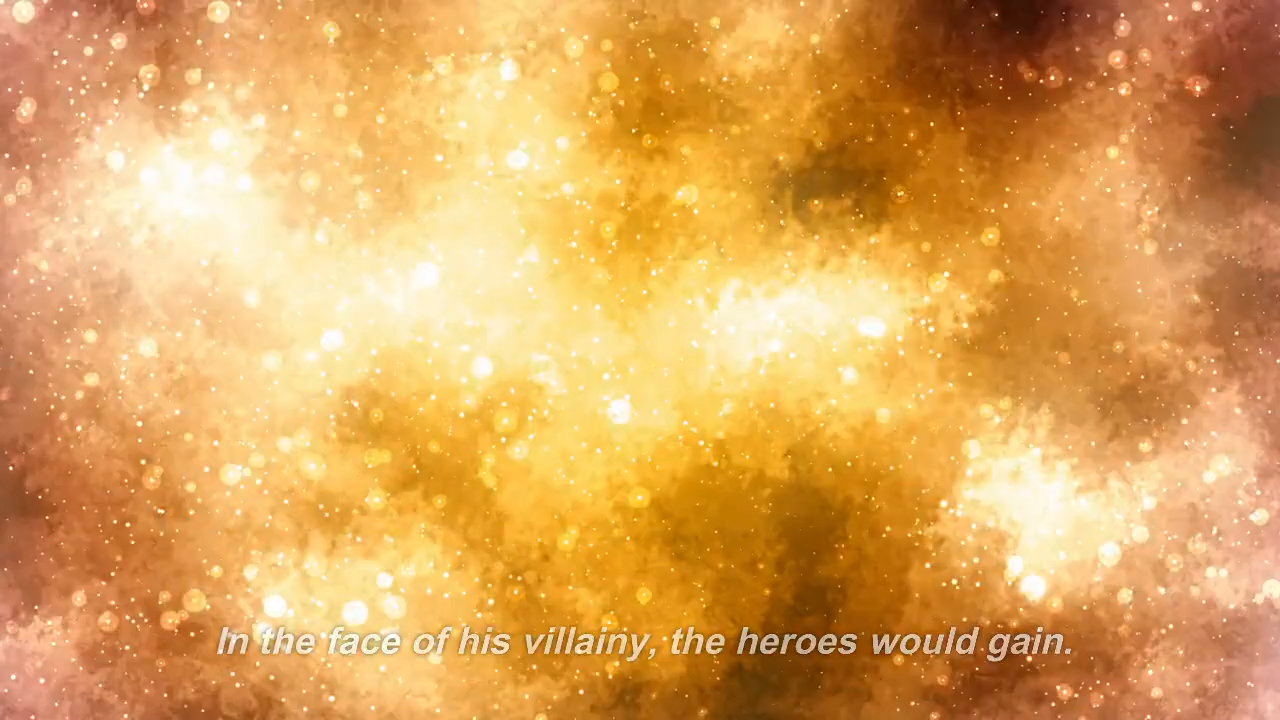 In the face of his villainy, the heroes would gain.